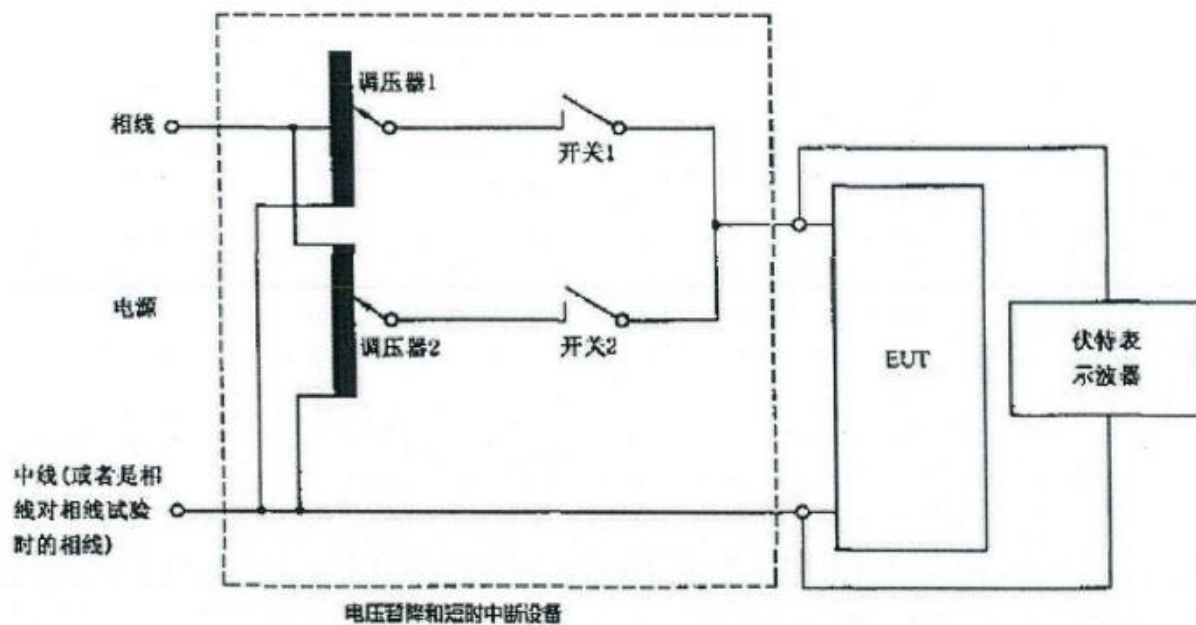 调压器1
相线
开关1
电源
调压器2
开关2
EUT
伏特表
示波器
中线(或者是相
线对相线试验
时的相线)
电压暂降和短时中断设备